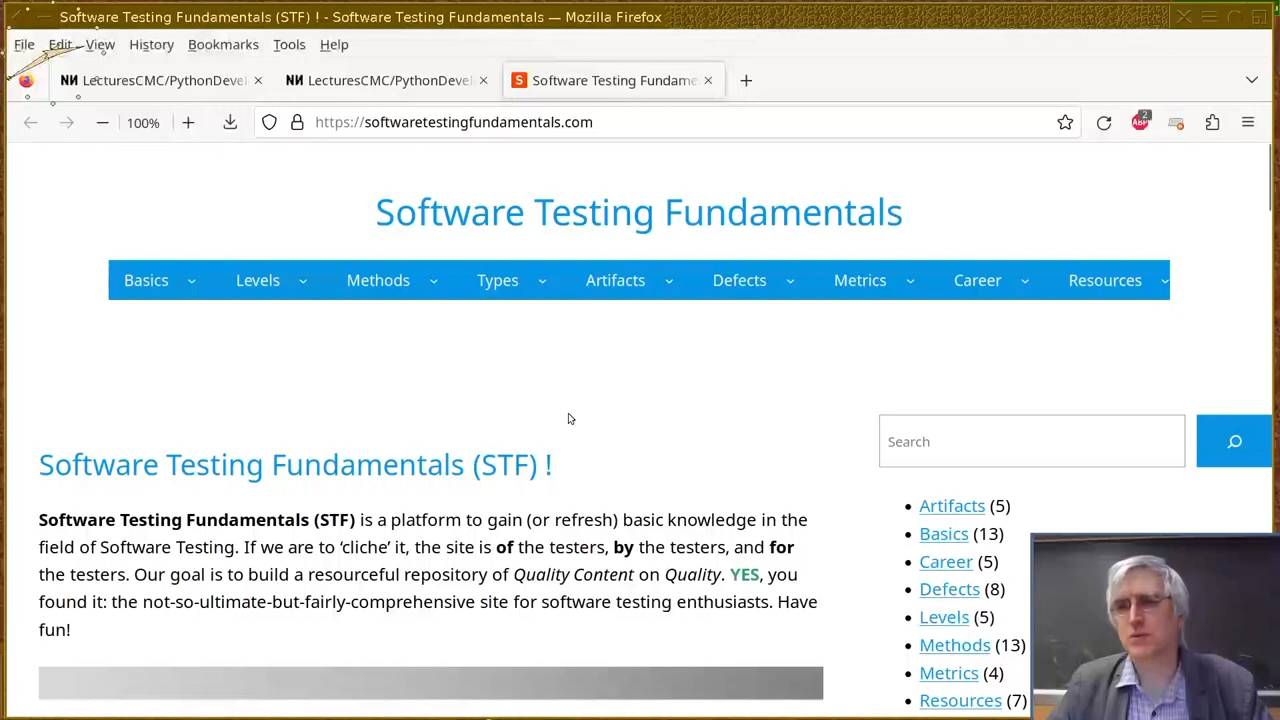 Software Testing Fundamentals (STF) ! - Software Testing Fundamentals — Mozilla Firefox
File Edit View History Bookmarks Tools Help
LecturesCMC/PythonDevel LecturesCMC/PythonDevel Software Testing Fundame
100% https://softwaretestingfundamentals.com ABP 2
Software Testing Fundamentals
Basics Levels Methods Types Artifacts Defects Metrics Career Resources
Search
Software Testing Fundamentals (STF) !
Software Testing Fundamentals (STF) is a platform to gain (or refresh) basic knowledge in the
field of Software Testing. If we are to ‘cliche’ it, the site is of the testers, by the testers, and for
the testers. Our goal is to build a resourceful repository of Quality Content on Quality. YES, you
found it: the not-so-ultimate-but-fairly-comprehensive site for software testing enthusiasts. Have
fun!
Artifacts (5)
Basics (13)
Career (5)
Defects (8)
Levels (5)
Methods (13)
Metrics (4)
Resources (7)